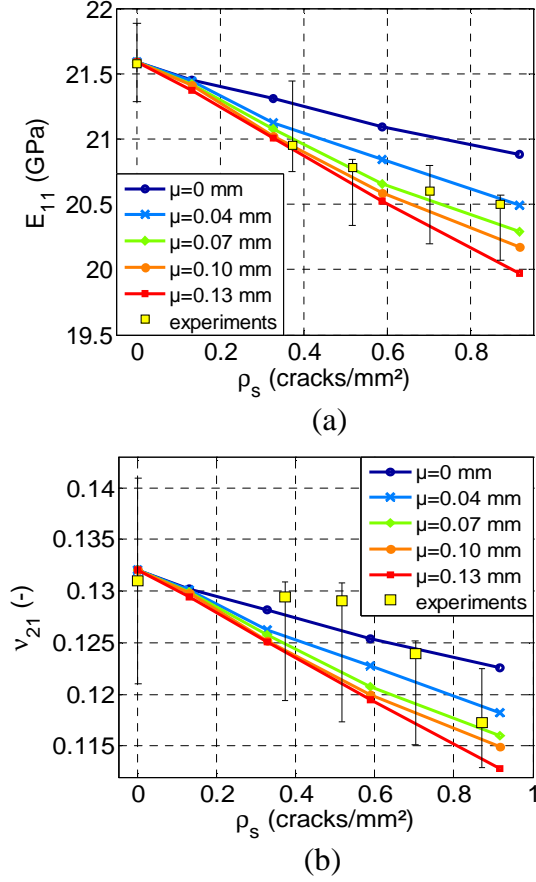 22
21.5
21
20.5
20
19.5
E₁₁ (GPa)
μ=0 mm
μ=0.04 mm
μ=0.07 mm
μ=0.10 mm
μ=0.13 mm
experiments
0 0.2 0.4 0.6 0.8 1
ρₛ (cracks/mm²)
(a)
0.14
0.135
0.13
0.125
0.12
0.115
ν₂₁ (-)
μ=0 mm
μ=0.04 mm
μ=0.07 mm
μ=0.10 mm
μ=0.13 mm
experiments
0 0.2 0.4 0.6 0.8 1
ρₛ (cracks/mm²)
(b)